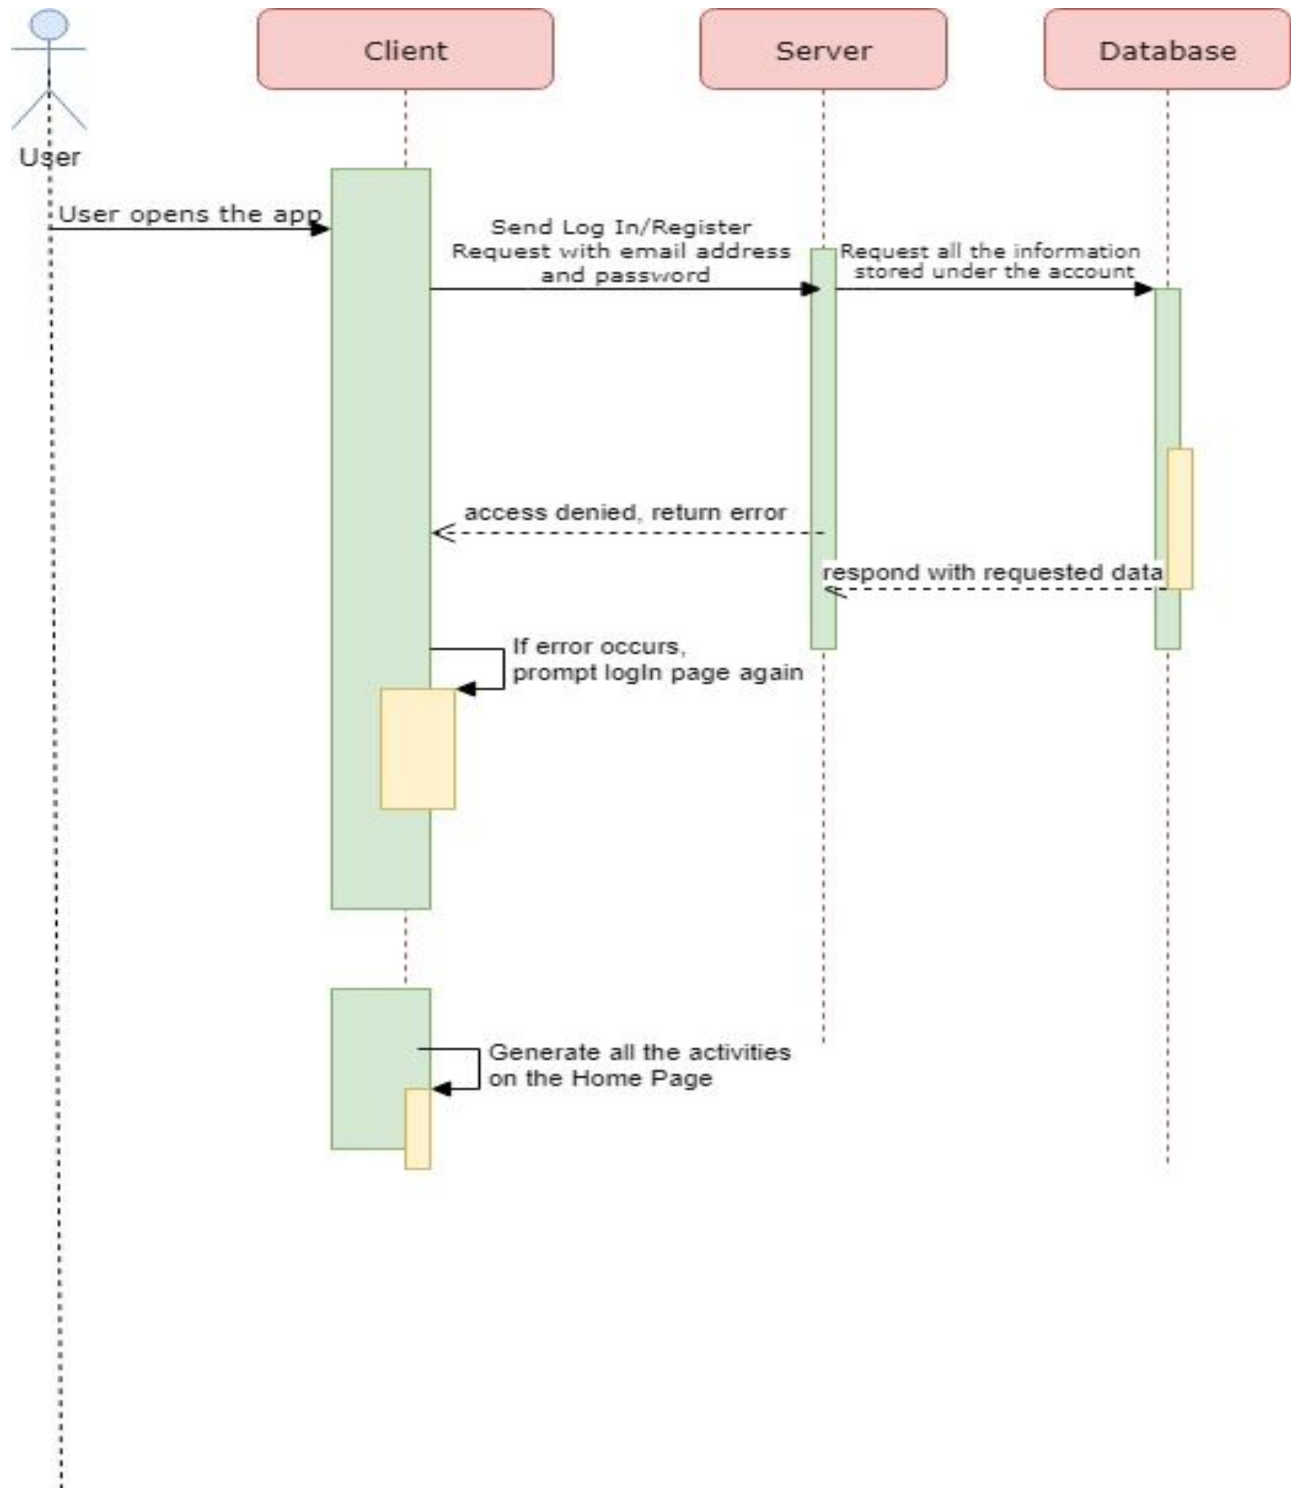 Client
Server
Database
User
User opens the app
Send Log In/Register
Request with email address
and password
Request all the information
stored under the account
access denied, return error
respond with requested data
If error occurs,
prompt logIn page again
Generate all the activities
on the Home Page